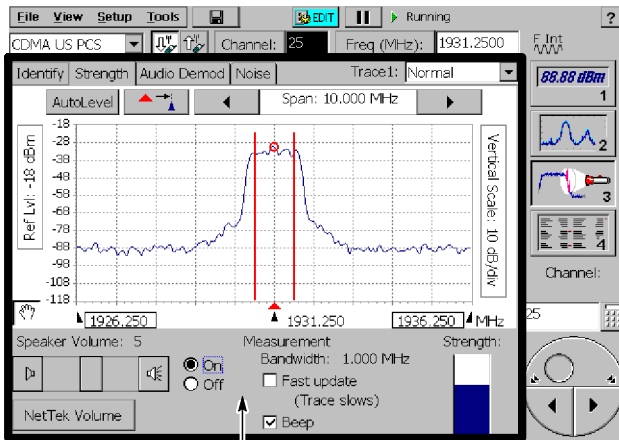 File View Setup Tools EDIT Running ?
CDMA US PCS Channel: 25 Freq (MHz): 1931.2500 F Int
Identify Strength Audio Demod Noise Trace1: Normal
88.88 dBm
1
AutoLevel Span: 10.000 MHz
Ref Lvl: -18 dBm
-18
-28
-38
-48
-58
-68
-78
-88
-98
-108
-118
Vertical Scale: 10 dB/div
2
3
4
Channel:
25
1926.250 1931.250 1936.250 MHz
Speaker Volume: 5
On
Off
NetTek Volume
Measurement
Bandwidth: 1.000 MHz
Fast update
(Trace slows)
Beep
Strength: